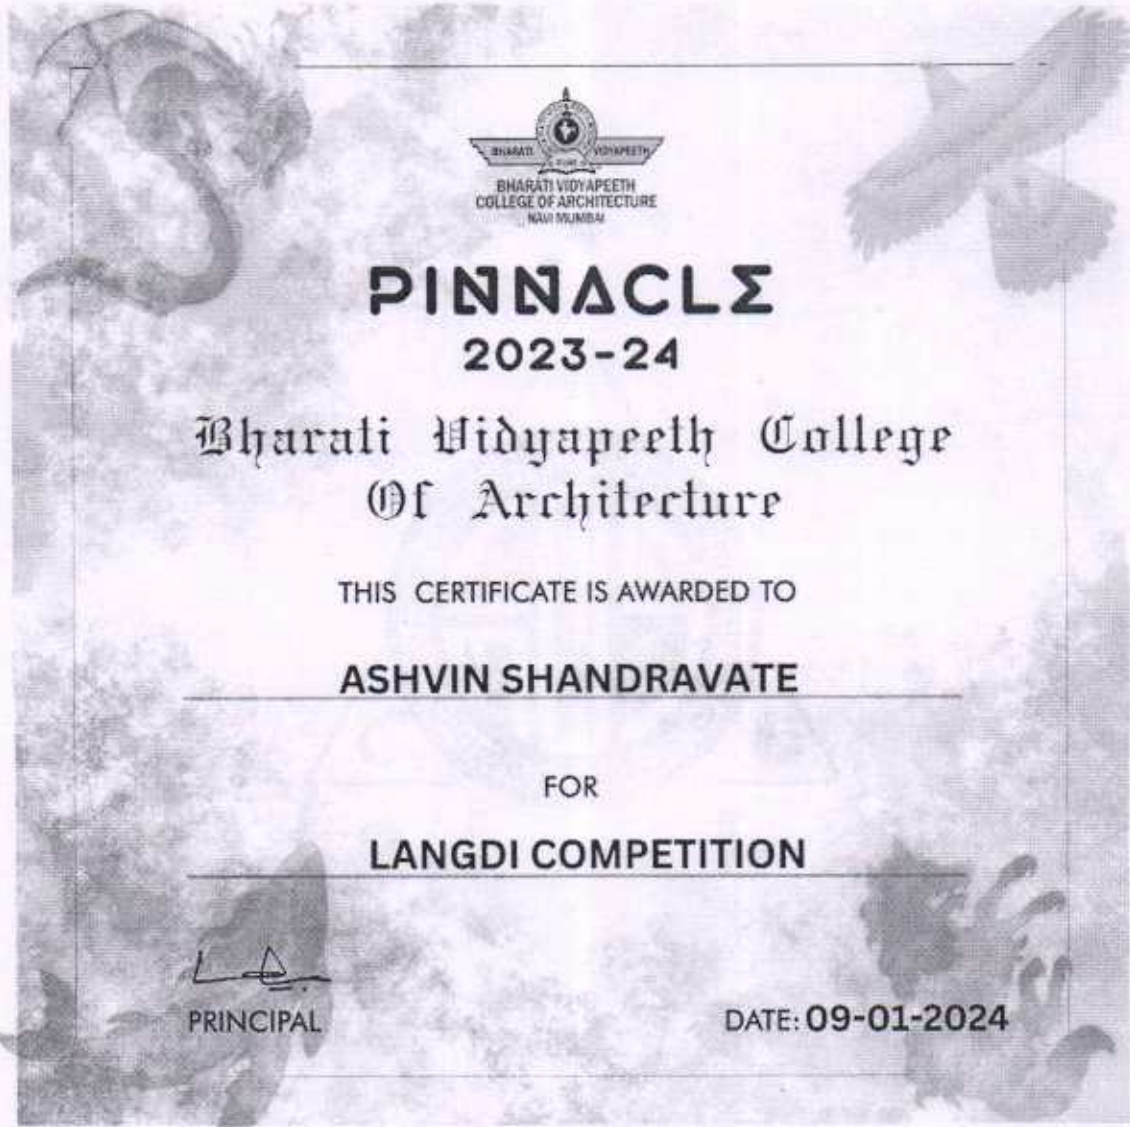 BHARATI VIDYAPEETH
PUNE
BHARATI VIDYAPEETH
COLLEGE OF ARCHITECTURE
NAVI MUMBAI
PINNACLE
2023-24
Bharati Vidyapeeth College
Of Architecture
THIS CERTIFICATE IS AWARDED TO
ASHVIN SHANDRAVATE
FOR
LANGDI COMPETITION
PRINCIPAL
DATE: 09-01-2024